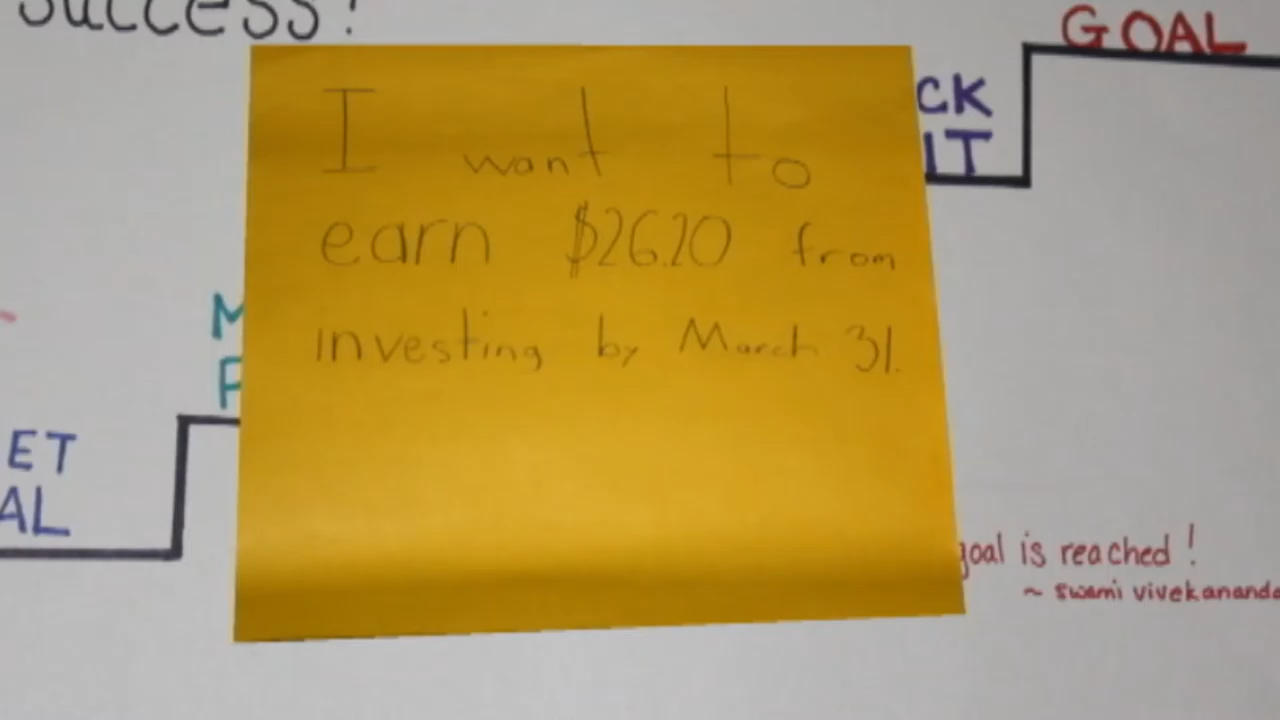 Success!
GOAL
CK
IT
I want to
earn $26.20 from
investing by March 31.
M
P
ET
AL
goal is reached!
~ swami vivekananda